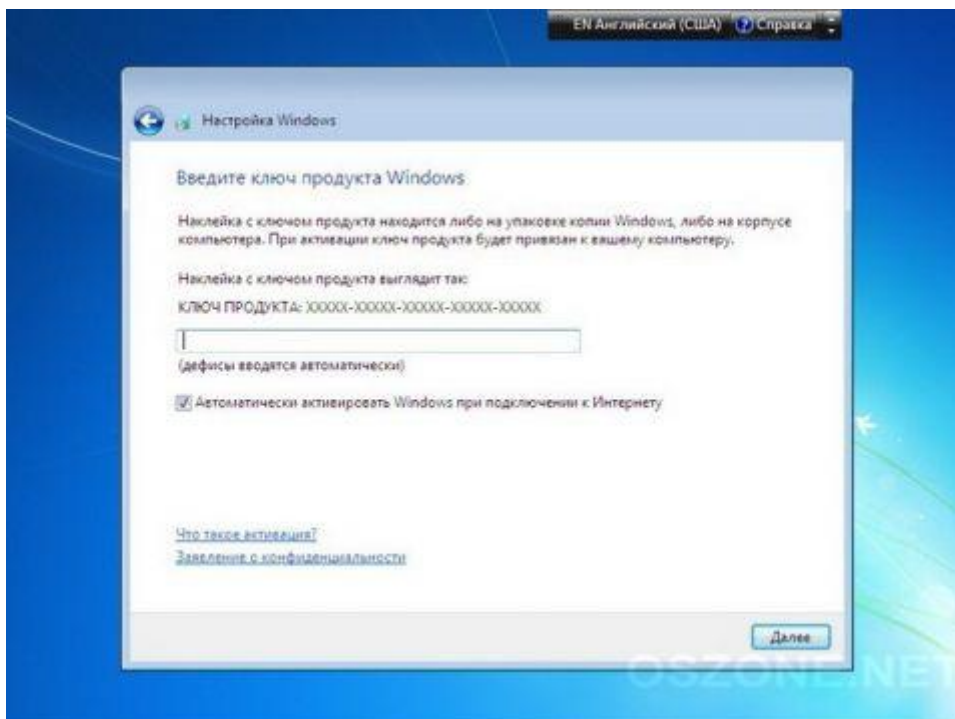 EN Английский (США) Справка
Настройка Windows
Введите ключ продукта Windows
Наклейка с ключом продукта находится либо на упаковке копии Windows, либо на корпусе
компьютера. При активации ключ продукта будет привязан к вашему компьютеру.
Наклейка с ключом продукта выглядит так:
КЛЮЧ ПРОДУКТА: XXXXX-XXXXX-XXXXX-XXXXX-XXXXX
(дефисы вводятся автоматически)
Автоматически активировать Windows при подключении к Интернету
Что такое активация?
Заявление о конфиденциальности
Далее
OSZONE.NET